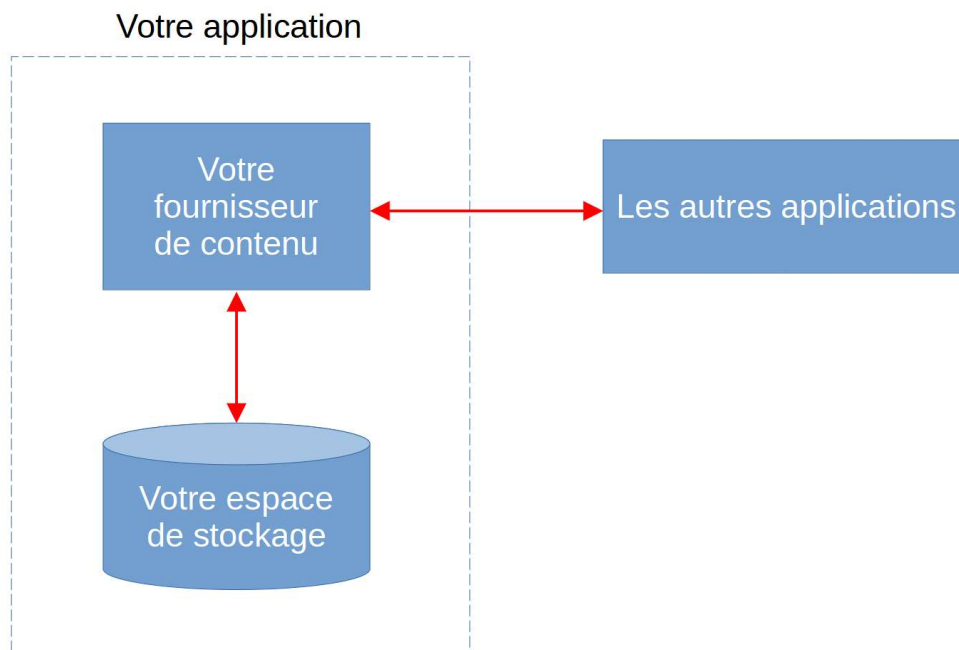 Votre application
Votre
fournisseur
de contenu
Les autres applications
Votre espace
de stockage